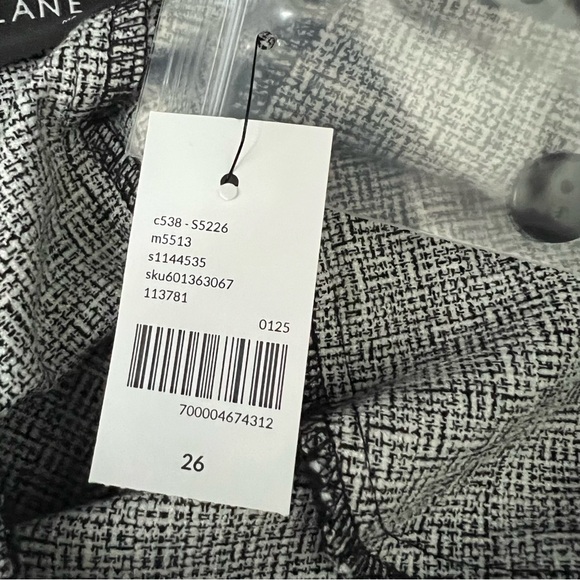 LANE
c538 - S5226
m5513
s1144535
sku601363067
113781
0125
700004674312
26